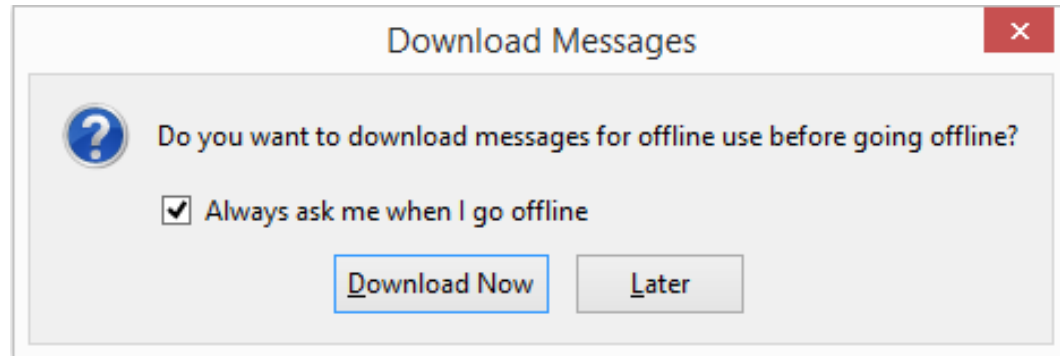 Download Messages
Do you want to download messages for offline use before going offline?
Always ask me when I go offline
Download Now
Later